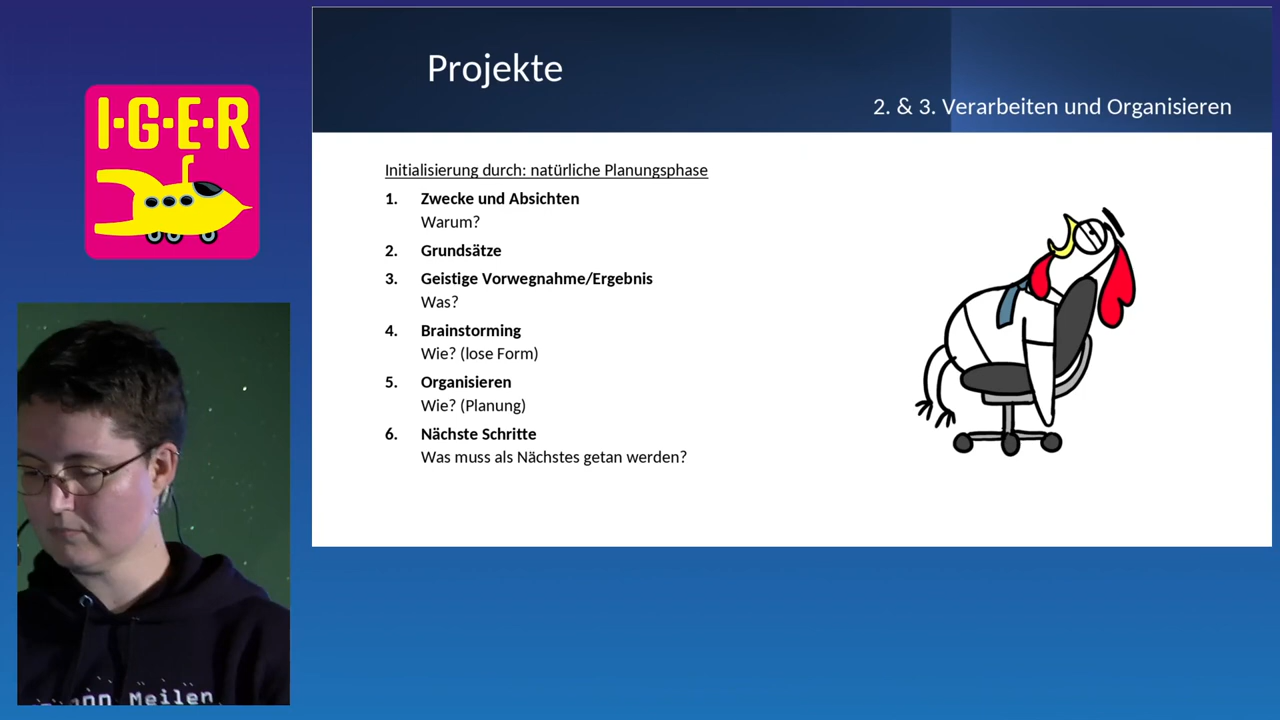 I·G·E·R
Projekte
2. & 3. Verarbeiten und Organisieren
Initialisierung durch: natürliche Planungsphase
1. Zwecke und Absichten
Warum?
2. Grundsätze
3. Geistige Vorwegnahme/Ergebnis
Was?
4. Brainstorming
Wie? (lose Form)
5. Organisieren
Wie? (Planung)
6. Nächste Schritte
Was muss als Nächstes getan werden?
Meilen